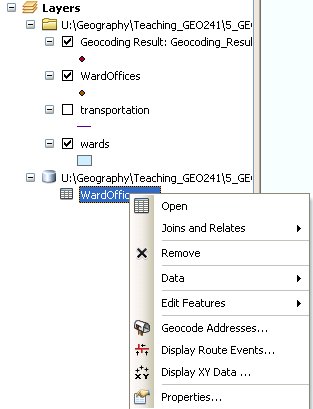 Layers
U:\Geography\Teaching_GEO241\5_GE
Geocoding Result: Geocoding_Resul
WardOffices
transportation
wards
U:\Geography\Teaching_GEO241\5_GE
WardOffic
Open
Joins and Relates
Remove
Data
Edit Features
Geocode Addresses...
Display Route Events...
Display XY Data ...
Properties...